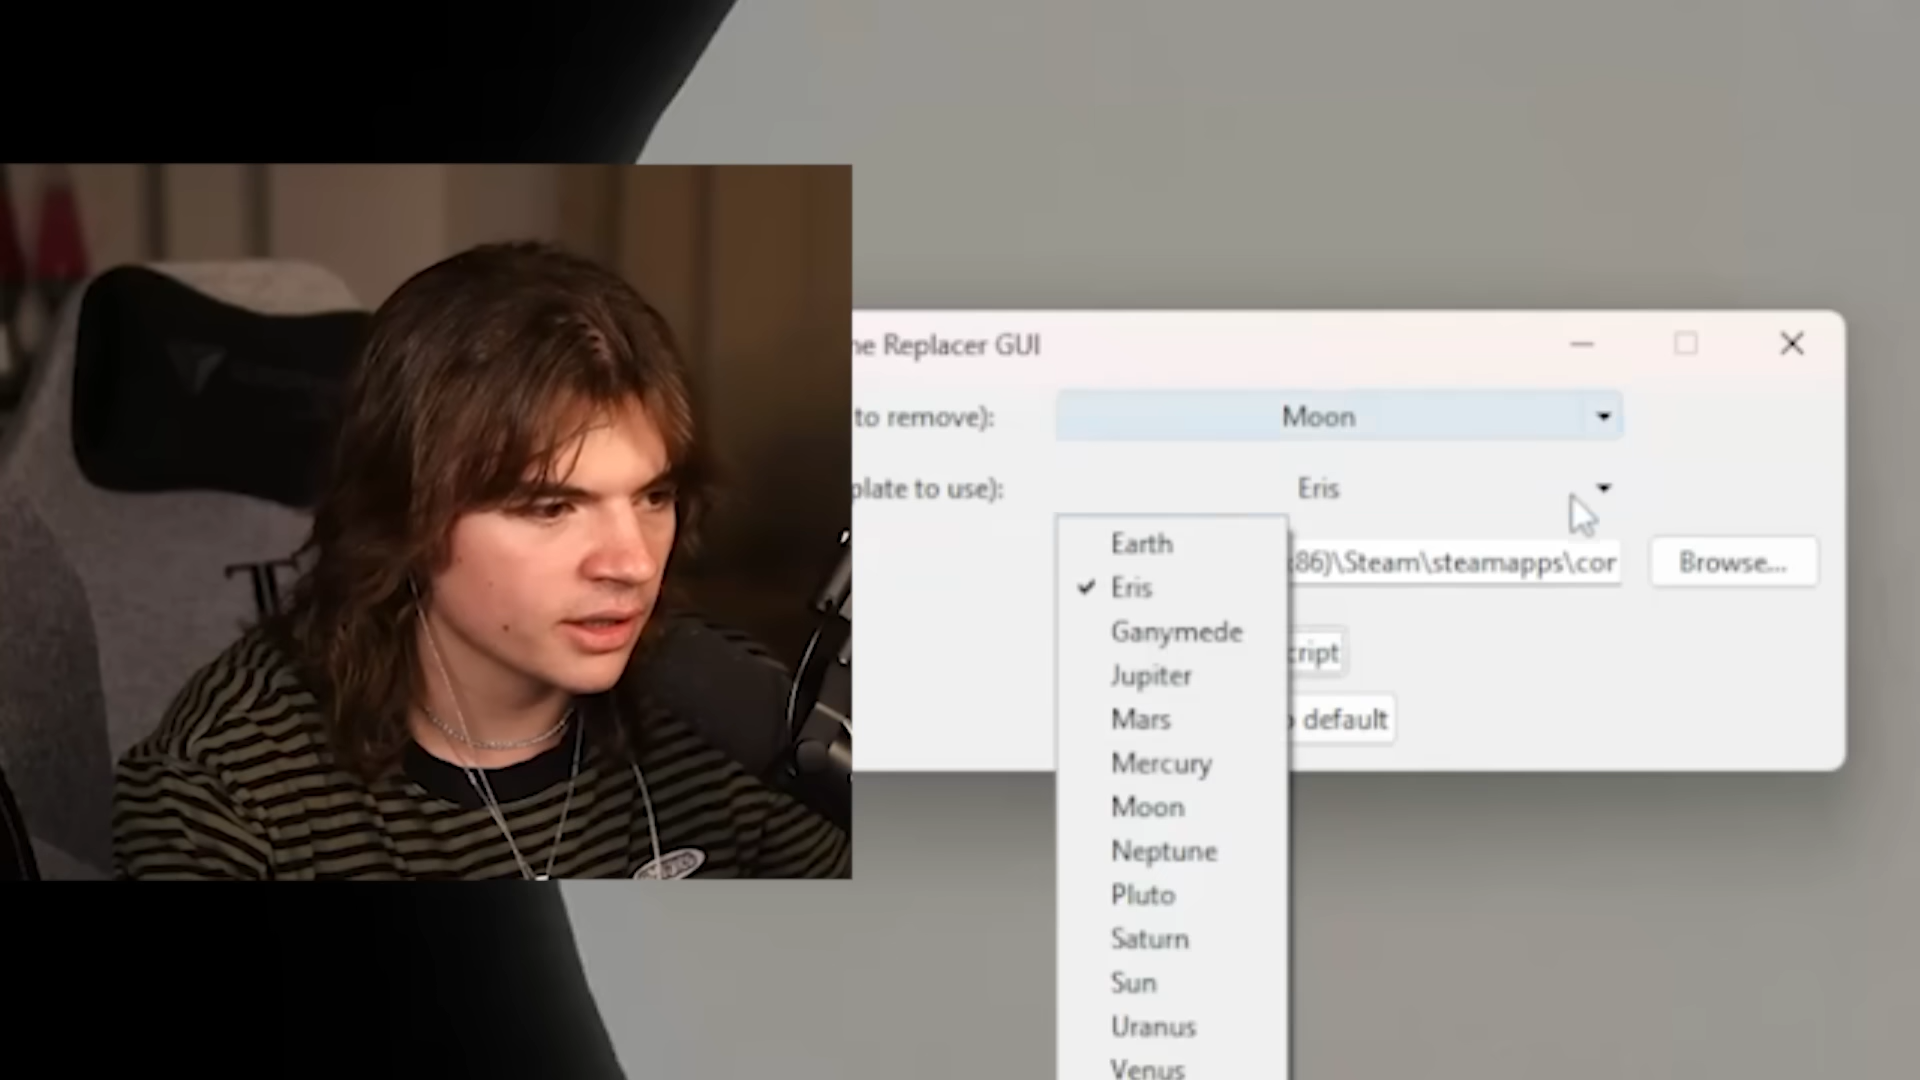 ne Replacer GUI
to remove):
Moon
plate to use):
Eris
Earth
Eris
Ganymede
Jupiter
Mars
Mercury
Moon
Neptune
Pluto
Saturn
Sun
Uranus
Venus
86)\Steam\steamapps\cor
Browse...
cript
default